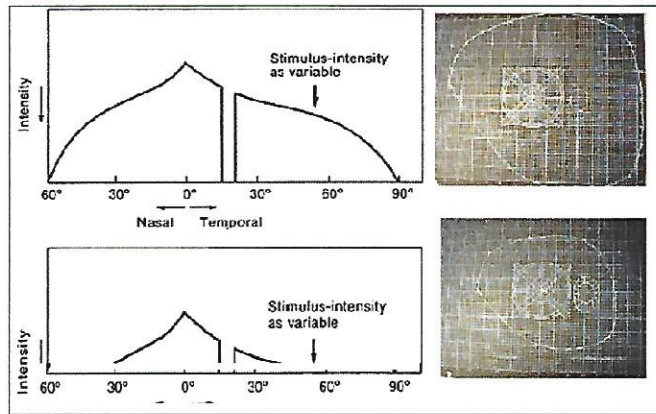 Intensity
Stimulus-intensity
as variable
60° 30° 0° 30° 60° 90°
Nasal Temporal
Intensity
Stimulus-intensity
as variable
60° 30° 0° 30° 60° 90°